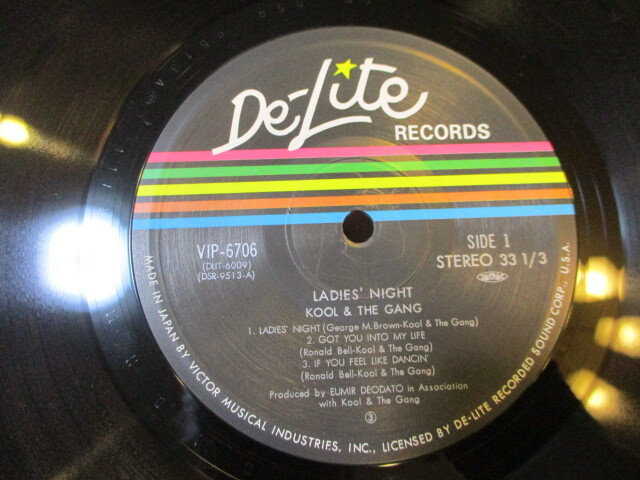 De-Lite
RECORDS
VIP-6706
(DLIT-6009)
(DSR-9513-A)
SIDE 1
STEREO 33 1/3
LADIES' NIGHT
KOOL & THE GANG
1. LADIES' NIGHT (George M. Brown-Kool & The Gang)
2. GOT YOU INTO MY LIFE
(Ronald Bell-Kool & The Gang)
3. IF YOU FEEL LIKE DANCIN'
(Ronald Bell-Kool & The Gang)
Produced by EUMIR DEODATO in Association
with Kool & The Gang
③
MADE IN JAPAN BY VICTOR MUSICAL INDUSTRIES, INC., LICENSED BY DE-LITE RECORDED SOUND CORP., U.S.A.